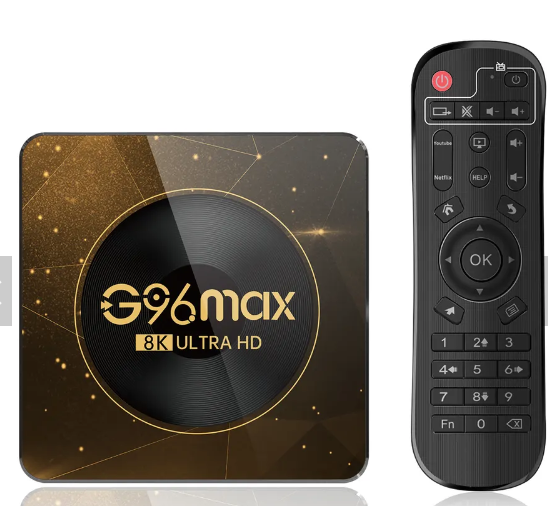 G96max
8K ULTRA HD
Youtube
Netflix
HELP
OK
1 2 3
4 5 6
7 8 9
Fn 0